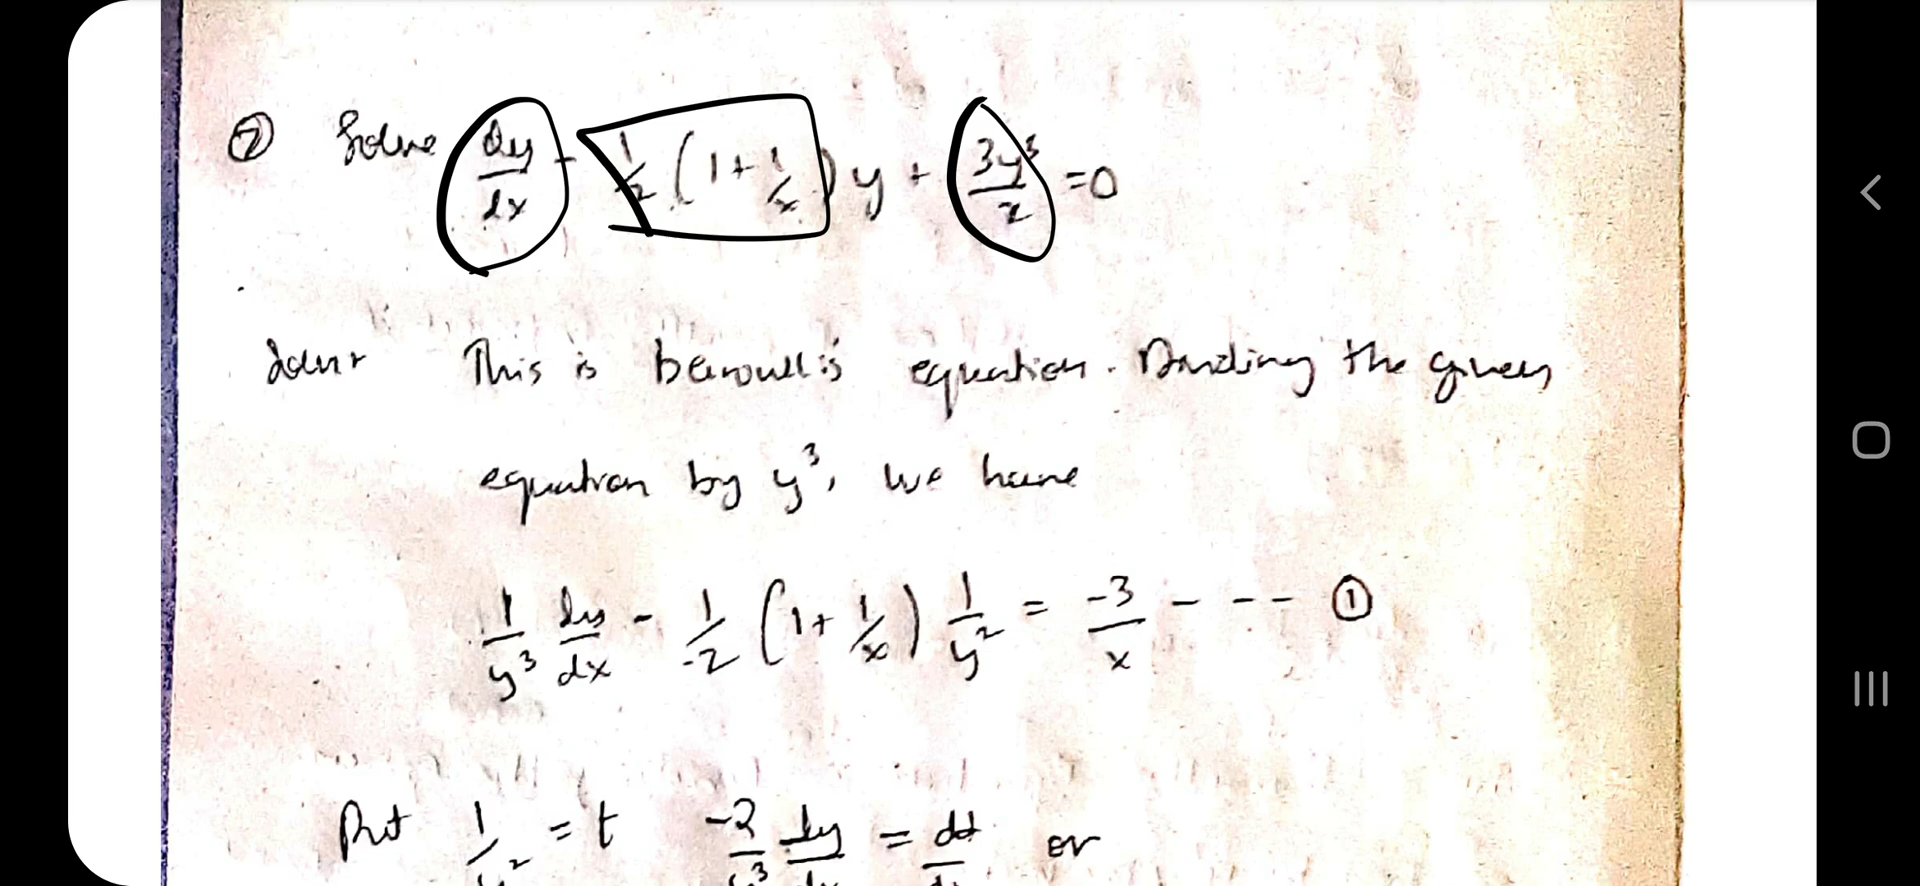 ⑦ Solve dy/dx - 1/2 (1 + 1/x) y + 3y³/x = 0
Soln+ This is Bernoulli's equation. Dividing the given
equation by y³, we have
1/y³ dy/dx - 1/-2 (1 + 1/x) 1/y² = -3/x - - - - ①
Put 1/y² = t -2/y³ dy/dx = dt/dx or